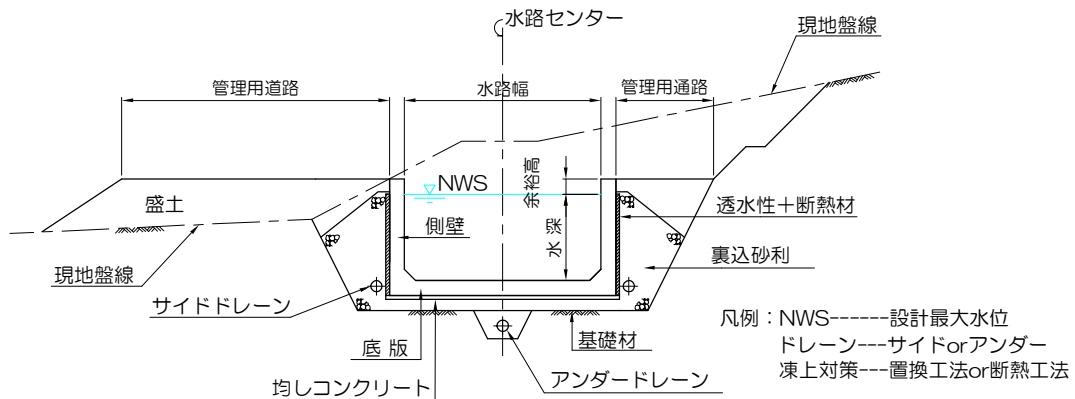 水路センター
現地盤線
管理用道路
水路幅
管理用通路
余裕高
NWS
盛土
側壁
水深
透水性+断熱材
裏込砂利
現地盤線
サイドドレーン
底版
基礎材
均しコンクリート
アンダードレーン
凡例:NWS------設計最大水位
ドレーン---サイドorアンダー
凍上対策---置換工法or断熱工法